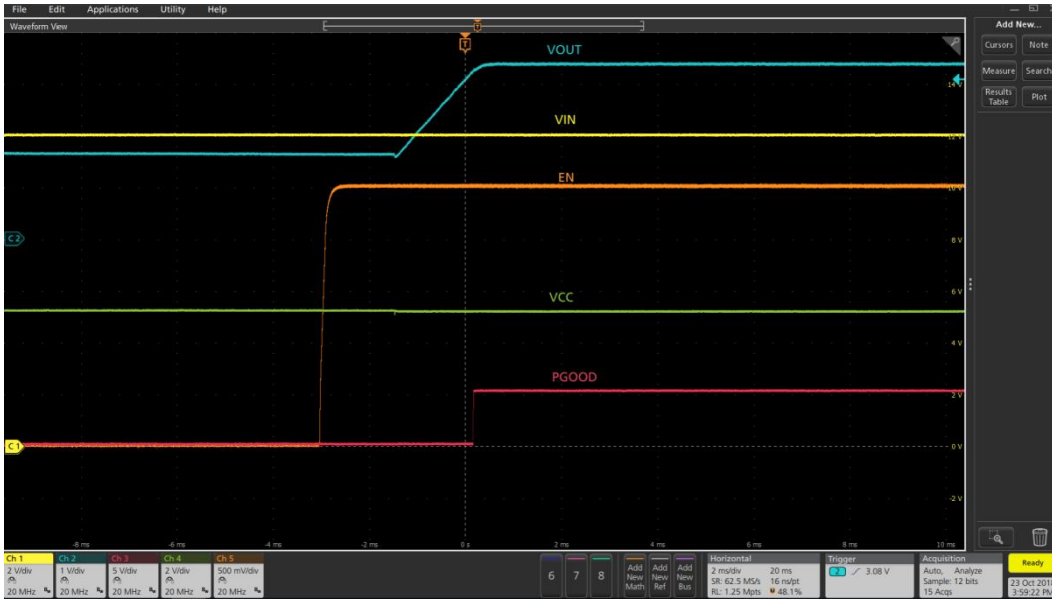 File Edit Applications Utility Help
Waveform View
Add New...
Cursors Note
Measure Search
Results Table Plot
T
T
VOUT
14 V
VIN
12 V
EN
10 V
C 2
8 V
6 V
VCC
4 V
PGOOD
2 V
C 1
0 V
-2 V
-8 ms -6 ms -4 ms -2 ms 0 s 2 ms 4 ms 6 ms 8 ms 10 ms
Ch 1 Ch 2 Ch 3 Ch 4 Ch 5
2 V/div 1 V/div 5 V/div 2 V/div 500 mV/div
20 MHz 20 MHz 20 MHz 20 MHz 20 MHz
6 7 8
Add New Math
Add New Ref
Add New Bus
Horizontal
2 ms/div 20 ms
SR: 62.5 MS/s 16 ns/pt
RL: 1.25 Mpts 48.1%
Trigger
2 3.08 V
Acquisition
Auto, Analyze
Sample: 12 bits
15 Acqs
Ready
3:59:22 PM